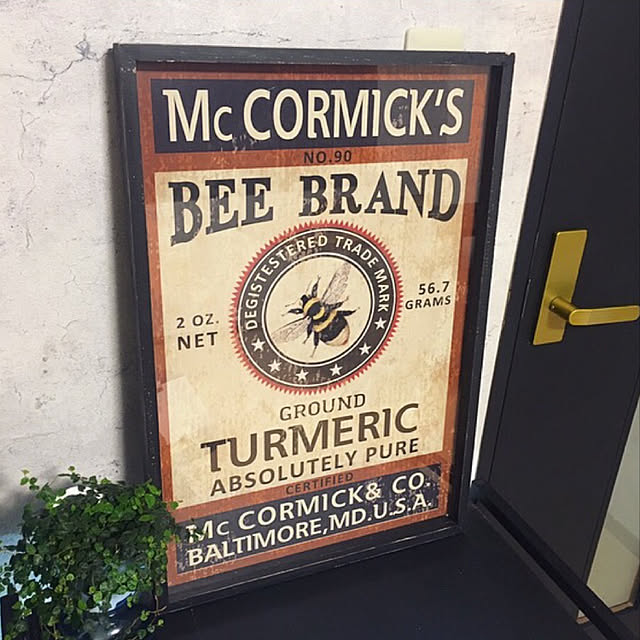 Mc CORMICK'S
NO.90
BEE BRAND
DEGISTESTERED TRADE MARK
2 OZ.
NET
56.7
GRAMS
GROUND
TURMERIC
ABSOLUTELY PURE
CERTIFIED
Mc CORMICK& CO.
BALTIMORE,MD.U.S.A.